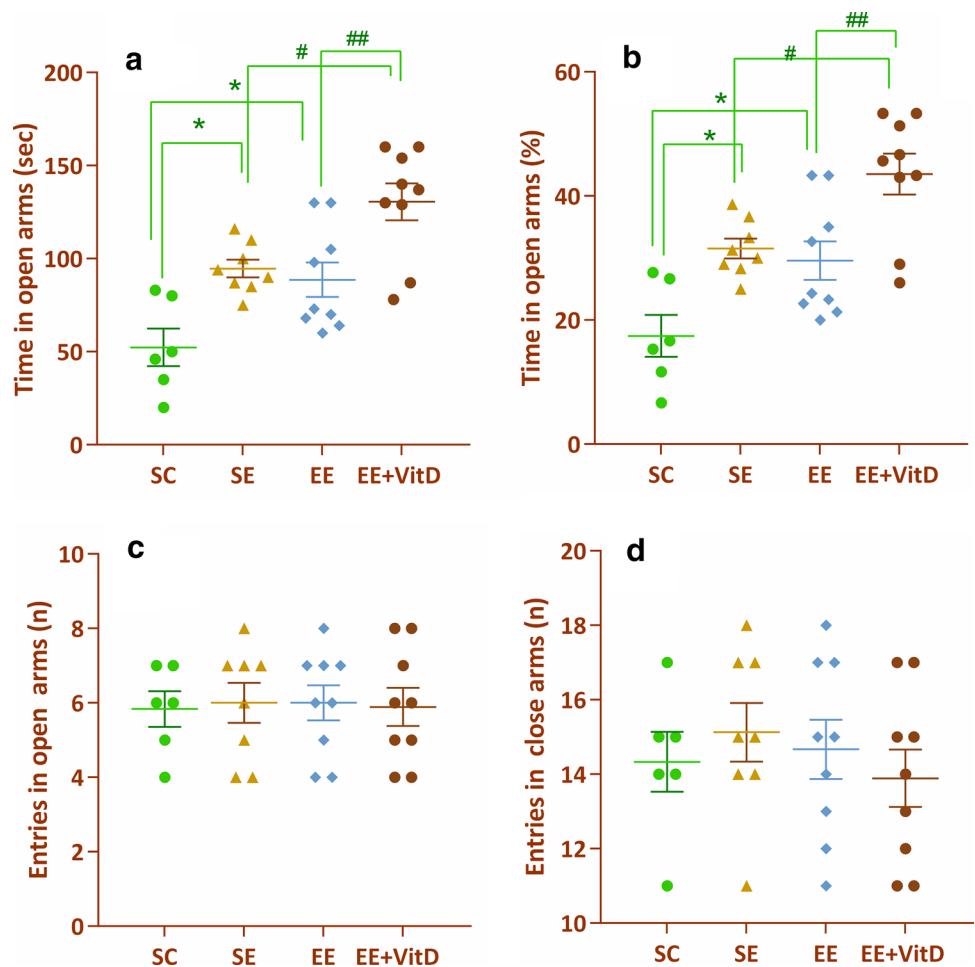 a
##
#
*
*
200
150
100
50
0
Time in open arms (sec)
SC SE EE EE+VitD
b
##
#
*
*
60
40
20
0
Time in open arms (%)
SC SE EE EE+VitD
c
10
8
6
4
2
0
Entries in open arms (n)
SC SE EE EE+VitD
d
20
18
16
14
12
10
Entries in close arms (n)
SC SE EE EE+VitD